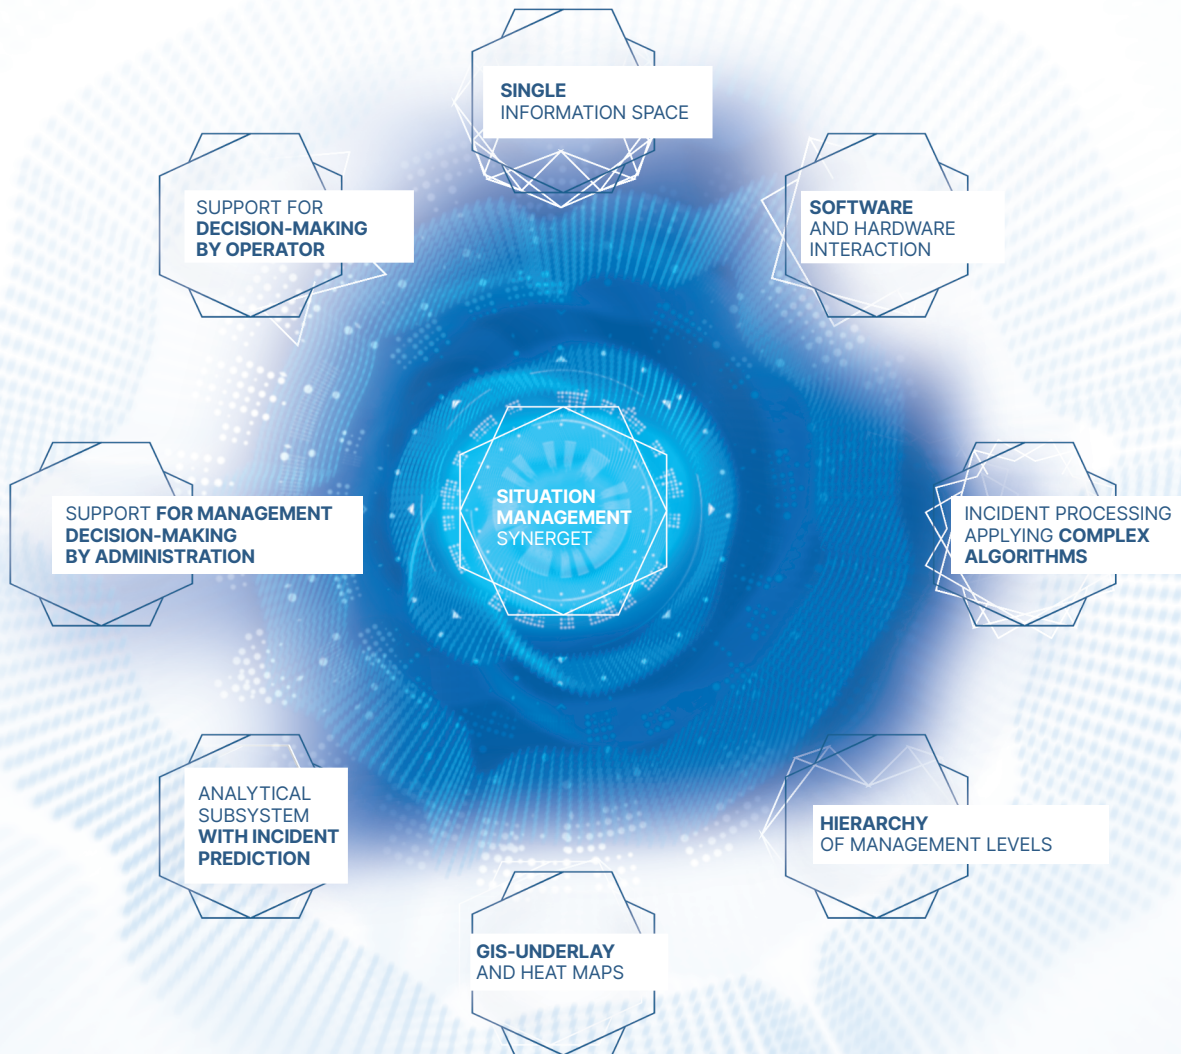 SINGLE
INFORMATION SPACE
SUPPORT FOR
DECISION-MAKING
BY OPERATOR
SOFTWARE
AND HARDWARE
INTERACTION
SUPPORT FOR MANAGEMENT
DECISION-MAKING
BY ADMINISTRATION
SITUATION
MANAGEMENT
SYNERGET
INCIDENT PROCESSING
APPLYING COMPLEX
ALGORITHMS
ANALYTICAL
SUBSYSTEM
WITH INCIDENT
PREDICTION
HIERARCHY
OF MANAGEMENT LEVELS
GIS-UNDERLAY
AND HEAT MAPS